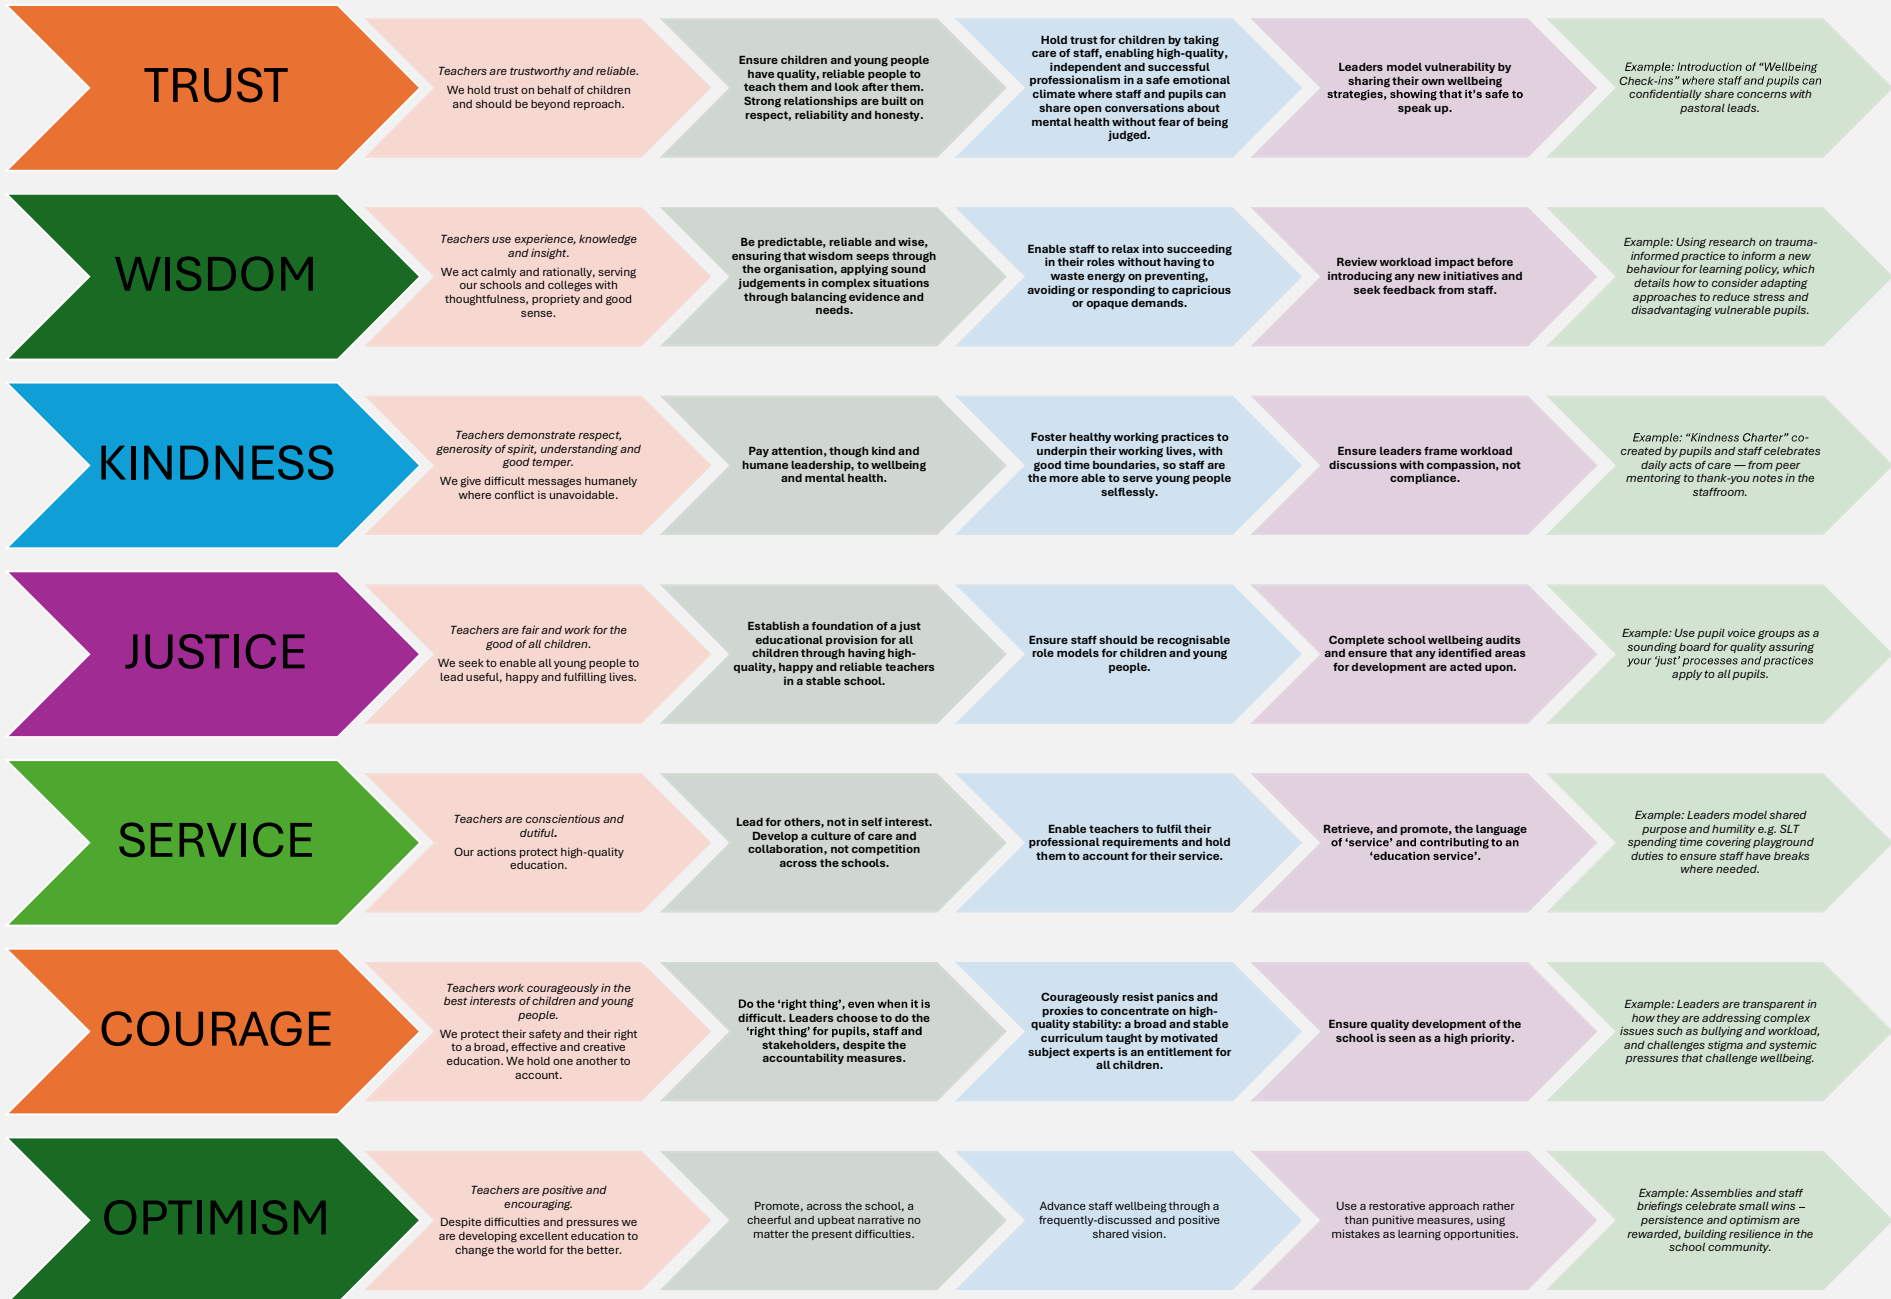 TRUST
Teachers are trustworthy and reliable.
We hold trust on behalf of children
and should be beyond reproach.
Ensure children and young people
have quality, reliable people to
teach them and look after them.
Strong relationships are built on
respect, reliability and honesty.
Hold trust for children by taking
care of staff, enabling high-quality,
independent and successful
professionalism in a safe emotional
climate where staff and pupils can
share open conversations about
mental health without fear of being
judged.
Leaders model vulnerability by
sharing their own wellbeing
strategies, showing that it’s safe to
speak up.
Example: Introduction of “Wellbeing
Check-ins” where staff and pupils can
confidentially share concerns with
pastoral leads.
WISDOM
Teachers use experience, knowledge
and insight.
We act calmly and rationally, serving
our schools and colleges with
thoughtfulness, propriety and good
sense.
Be predictable, reliable and wise,
ensuring that wisdom seeps through
the organisation, applying sound
judgements in complex situations
through balancing evidence and
needs.
Enable staff to relax into succeeding
in their roles without having to
waste energy on preventing,
avoiding or responding to capricious
or opaque demands.
Review workload impact before
introducing any new initiatives and
seek feedback from staff.
Example: Using research on trauma-
informed practice to inform a new
behaviour for learning policy, which
details how to consider adapting
approaches to reduce stress and
disadvantaging vulnerable pupils.
KINDNESS
Teachers demonstrate respect,
generosity of spirit, understanding and
good temper.
We give difficult messages humanely
where conflict is unavoidable.
Pay attention, though kind and
humane leadership, to wellbeing
and mental health.
Foster healthy working practices to
underpin their working lives, with
good time boundaries, so staff are
the more able to serve young people
selflessly.
Ensure leaders frame workload
discussions with compassion, not
compliance.
Example: “Kindness Charter” co-
created by pupils and staff celebrates
daily acts of care — from peer
mentoring to thank-you notes in the
staffroom.
JUSTICE
Teachers are fair and work for the
good of all children.
We seek to enable all young people to
lead useful, happy and fulfilling lives.
Establish a foundation of a just
educational provision for all
children through having high-
quality, happy and reliable teachers
in a stable school.
Ensure staff should be recognisable
role models for children and young
people.
Complete school wellbeing audits
and ensure that any identified areas
for development are acted upon.
Example: Use pupil voice groups as a
sounding board for quality assuring
your ‘just’ processes and practices
apply to all pupils.
SERVICE
Teachers are conscientious and
dutiful.
Our actions protect high-quality
education.
Lead for others, not in self interest.
Develop a culture of care and
collaboration, not competition
across the schools.
Enable teachers to fulfil their
professional requirements and hold
them to account for their service.
Retrieve, and promote, the language
of ‘service’ and contributing to an
‘education service’.
Example: Leaders model shared
purpose and humility e.g. SLT
spending time covering playground
duties to ensure staff have breaks
where needed.
COURAGE
Teachers work courageously in the
best interests of children and young
people.
We protect their safety and their right
to a broad, effective and creative
education. We hold one another to
account.
Do the ‘right thing’, even when it is
difficult. Leaders choose to do the
‘right thing’ for pupils, staff and
stakeholders, despite the
accountability measures.
Courageously resist panics and
proxies to concentrate on high-
quality stability: a broad and stable
curriculum taught by motivated
subject experts is an entitlement for
all children.
Ensure quality development of the
school is seen as a high priority.
Example: Leaders are transparent in
how they are addressing complex
issues such as bullying and workload,
and challenges stigma and systemic
pressures that challenge wellbeing.
OPTIMISM
Teachers are positive and
encouraging.
Despite difficulties and pressures we
are developing excellent education to
change the world for the better.
Promote, across the school, a
cheerful and upbeat narrative no
matter the present difficulties.
Advance staff wellbeing through a
frequently-discussed and positive
shared vision.
Use a restorative approach rather
than punitive measures, using
mistakes as learning opportunities.
Example: Assemblies and staff
briefings celebrate small wins –
persistence and optimism are
rewarded, building resilience in the
school community.